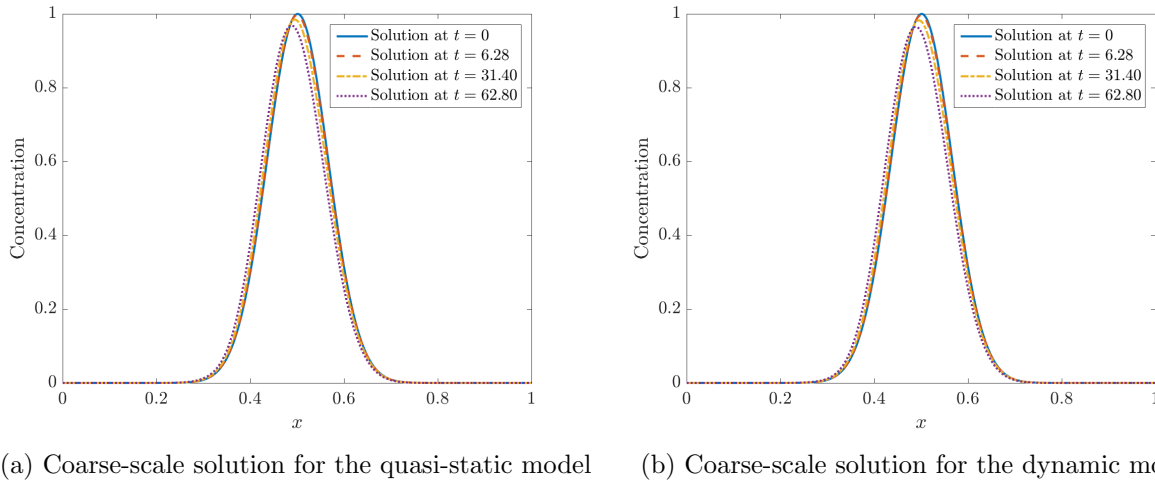 1
0.8
0.6
0.4
0.2
0
Concentration
0 0.2 0.4 0.6 0.8 1
x
Solution at t = 0
Solution at t = 6.28
Solution at t = 31.40
Solution at t = 62.80
(a) Coarse-scale solution for the quasi-static model
1
0.8
0.6
0.4
0.2
0
Concentration
0 0.2 0.4 0.6 0.8 1
x
Solution at t = 0
Solution at t = 6.28
Solution at t = 31.40
Solution at t = 62.80
(b) Coarse-scale solution for the dynamic